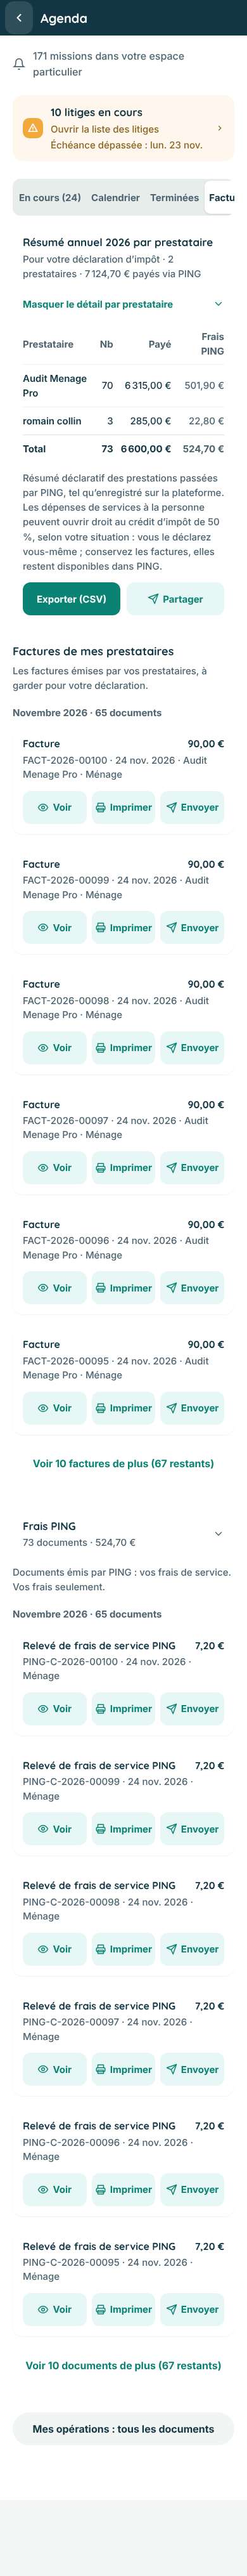 Agenda
171 missions dans votre espace
particulier
10 litiges en cours
Ouvrir la liste des litiges
Échéance dépassée : lun. 23 nov.
En cours (24) Calendrier Terminées Factu
Résumé annuel 2026 par prestataire
Pour votre déclaration d'impôt · 2
prestataires · 7 124,70 € payés via PING
Masquer le détail par prestataire
Prestataire Nb Payé Frais
PING
Audit Menage
Pro 70 6 315,00 € 501,90 €
romain collin 3 285,00 € 22,80 €
Total 73 6 600,00 € 524,70 €
Résumé déclaratif des prestations payées
par PING, tel qu'enregistré sur la plateforme.
Les dépenses de services à la personne
peuvent ouvrir droit au crédit d'impôt de 50
%, selon votre situation : vous le déclarez
vous-même ; conservez les factures, elles
restent disponibles dans PING.
Exporter (CSV) Partager
Factures de mes prestataires
Les factures émises par vos prestataires, à
garder pour votre déclaration.
Novembre 2026 · 65 documents
Facture 90,00 €
FACT-2026-00100 · 24 nov. 2026 · Audit
Menage Pro · Ménage
Voir Imprimer Envoyer
Facture 90,00 €
FACT-2026-00099 · 24 nov. 2026 · Audit
Menage Pro · Ménage
Voir Imprimer Envoyer
Facture 90,00 €
FACT-2026-00098 · 24 nov. 2026 · Audit
Menage Pro · Ménage
Voir Imprimer Envoyer
Facture 90,00 €
FACT-2026-00097 · 24 nov. 2026 · Audit
Menage Pro · Ménage
Voir Imprimer Envoyer
Facture 90,00 €
FACT-2026-00096 · 24 nov. 2026 · Audit
Menage Pro · Ménage
Voir Imprimer Envoyer
Facture 90,00 €
FACT-2026-00095 · 24 nov. 2026 · Audit
Menage Pro · Ménage
Voir Imprimer Envoyer
Voir 10 factures de plus (67 restants)
Frais PING
73 documents · 524,70 €
Documents émis par PING : vos frais de service.
Vos frais seulement.
Novembre 2026 · 65 documents
Relevé de frais de service PING 7,20 €
PING-C-2026-00100 · 24 nov. 2026 ·
Ménage
Voir Imprimer Envoyer
Relevé de frais de service PING 7,20 €
PING-C-2026-00099 · 24 nov. 2026 ·
Ménage
Voir Imprimer Envoyer
Relevé de frais de service PING 7,20 €
PING-C-2026-00098 · 24 nov. 2026 ·
Ménage
Voir Imprimer Envoyer
Relevé de frais de service PING 7,20 €
PING-C-2026-00097 · 24 nov. 2026 ·
Ménage
Voir Imprimer Envoyer
Relevé de frais de service PING 7,20 €
PING-C-2026-00096 · 24 nov. 2026 ·
Ménage
Voir Imprimer Envoyer
Relevé de frais de service PING 7,20 €
PING-C-2026-00095 · 24 nov. 2026 ·
Ménage
Voir Imprimer Envoyer
Voir 10 documents de plus (67 restants)
Mes opérations : tous les documents